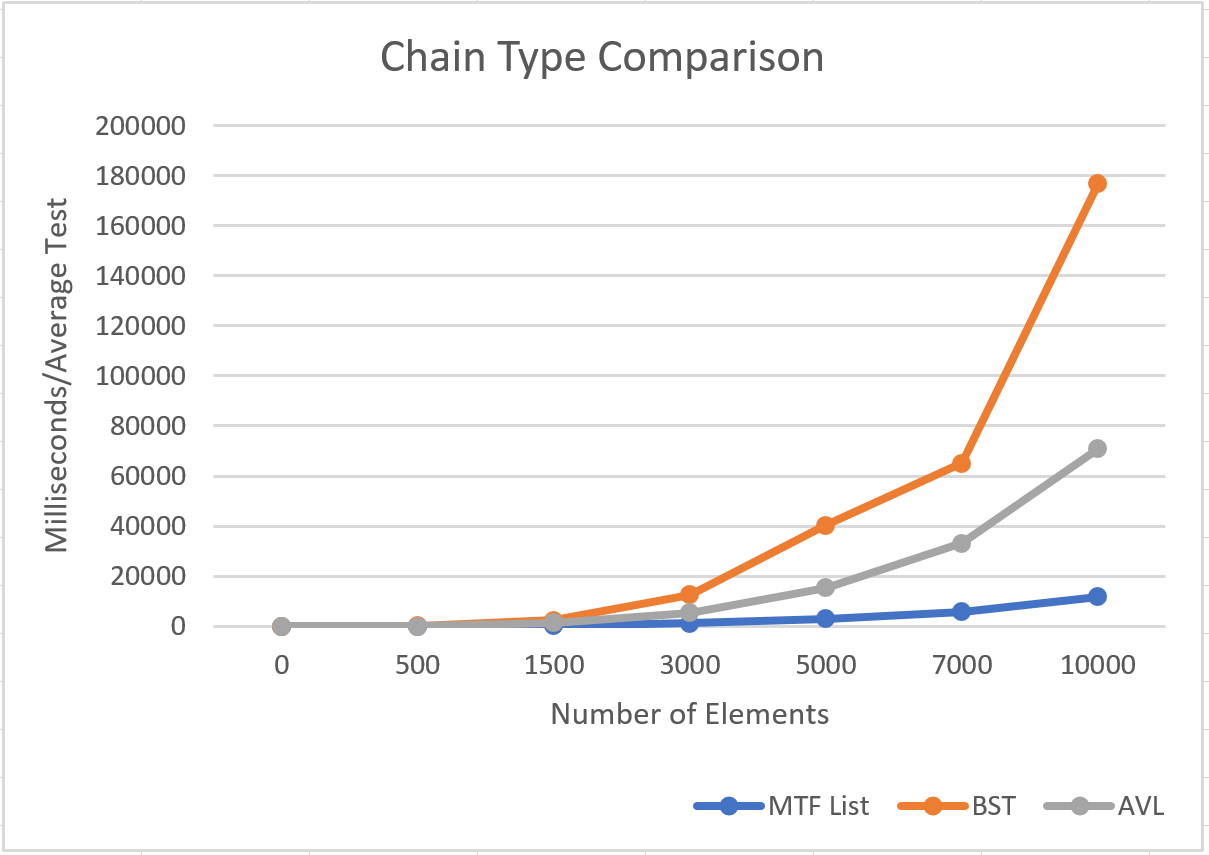 Chain Type Comparison
200000
180000
160000
140000
120000
100000
80000
60000
40000
20000
0
Milliseconds/Average Test
0 500 1500 3000 5000 7000 10000
Number of Elements
MTF List BST AVL